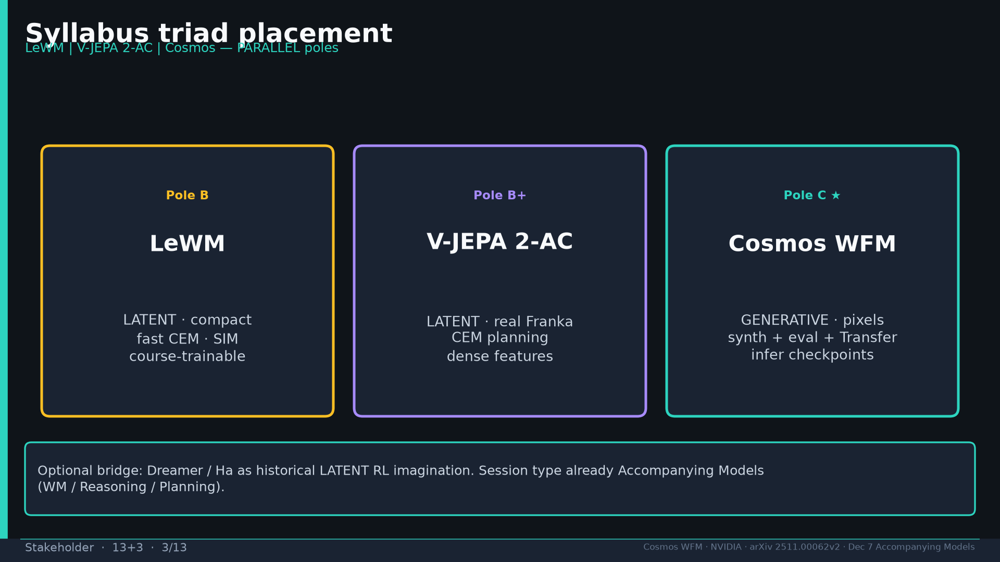 Syllabus triad placement
LeWM | V-JEPA 2-AC | Cosmos — PARALLEL poles
Pole B
LeWM
LATENT · compact
fast CEM · SIM
course-trainable
Pole B+
V-JEPA 2-AC
LATENT · real Franka
CEM planning
dense features
Pole C ★
Cosmos WFM
GENERATIVE · pixels
synth + eval + Transfer
infer checkpoints
Optional bridge: Dreamer / Ha as historical LATENT RL imagination. Session type already Accompanying Models
(WM / Reasoning / Planning).
Stakeholder · 13+3 · 3/13
Cosmos WFM · NVIDIA · arXiv 2511.00062v2 · Dec 7 Accompanying Models